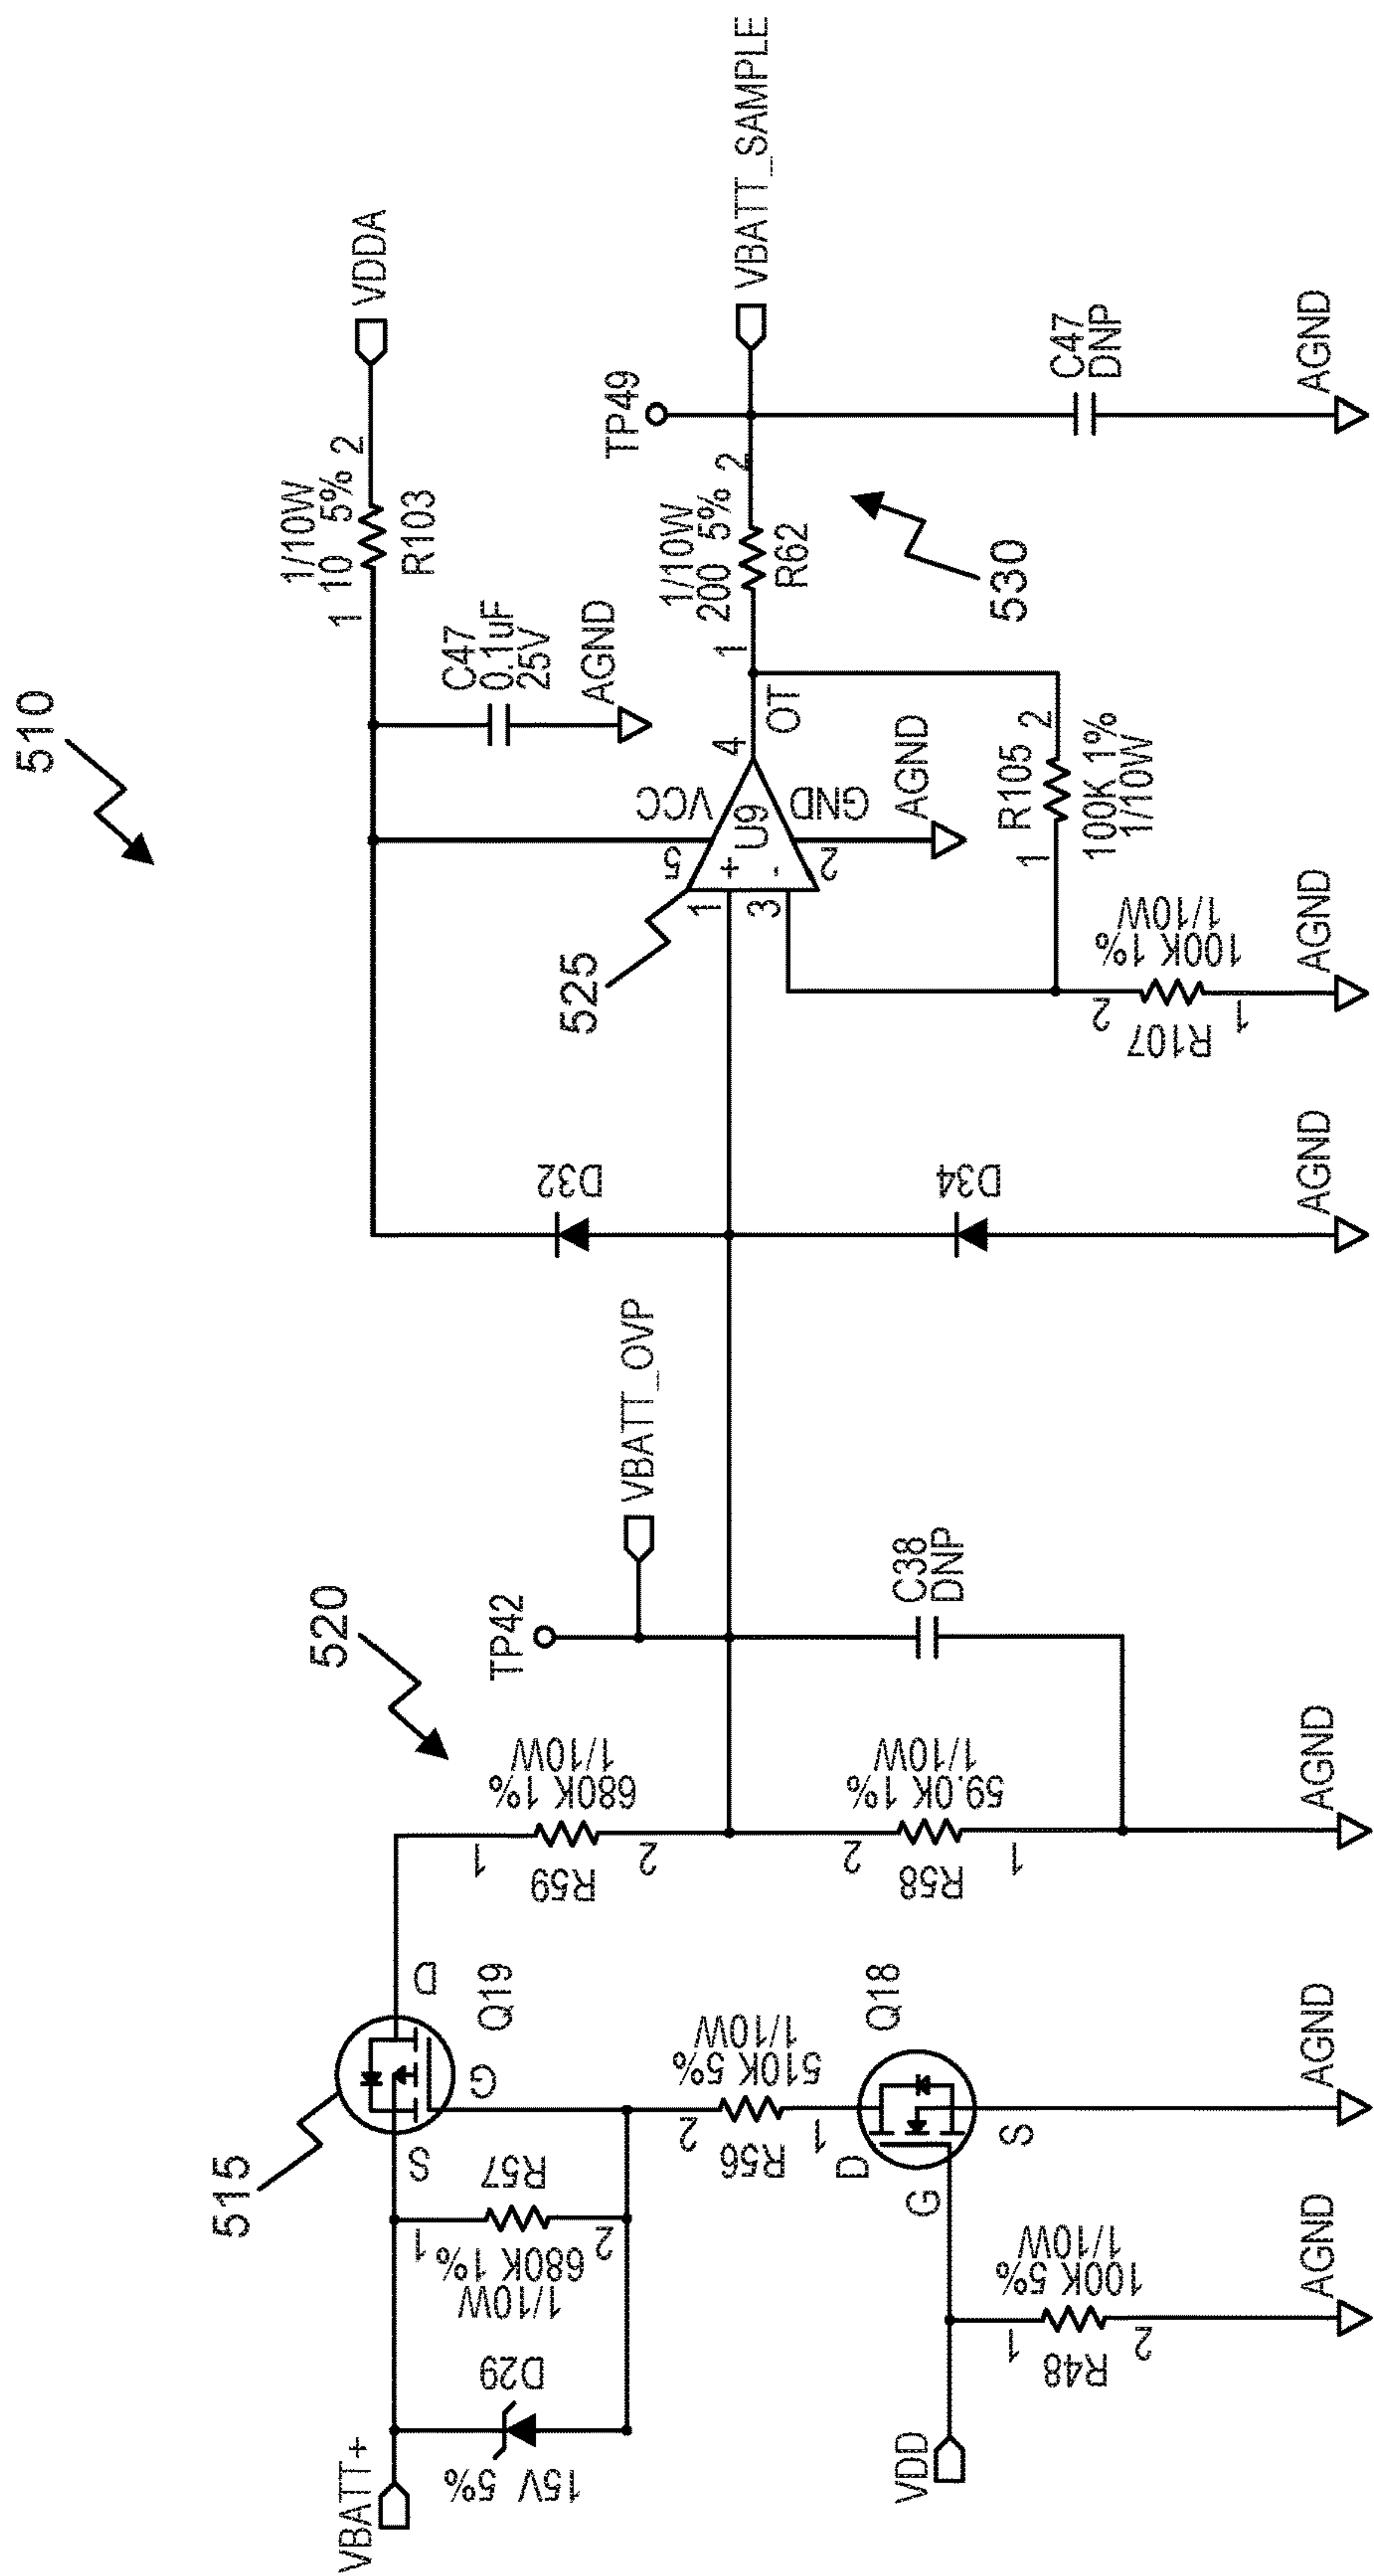 510
VDDA
1/10W
10 5%
1
2
R103
C47
0.1uF
25V
AGND
VBATT_SAMPLE
TP49
1/10W
200 5%
1
2
R62
530
C47
DNP
AGND
525
5
VCC
1
+
U9
4
OT
3
-
2
GND
AGND
R105
1
2
100K 1%
1/10W
2
100K 1%
1/10W
R107
1
AGND
D32
D34
AGND
VBATT_OVP
TP42
520
C38
DNP
1
680K 1%
1/10W
R59
2
2
59.0K 1%
1/10W
R58
1
AGND
515
S
D
G
Q19
VBATT+
1
R57
680K 1%
1/10W
2
D29
15V 5%
2
510K 5%
1/10W
R56
1
D
Q18
G
S
AGND
VDD
1
100K 5%
1/10W
R48
2
AGND